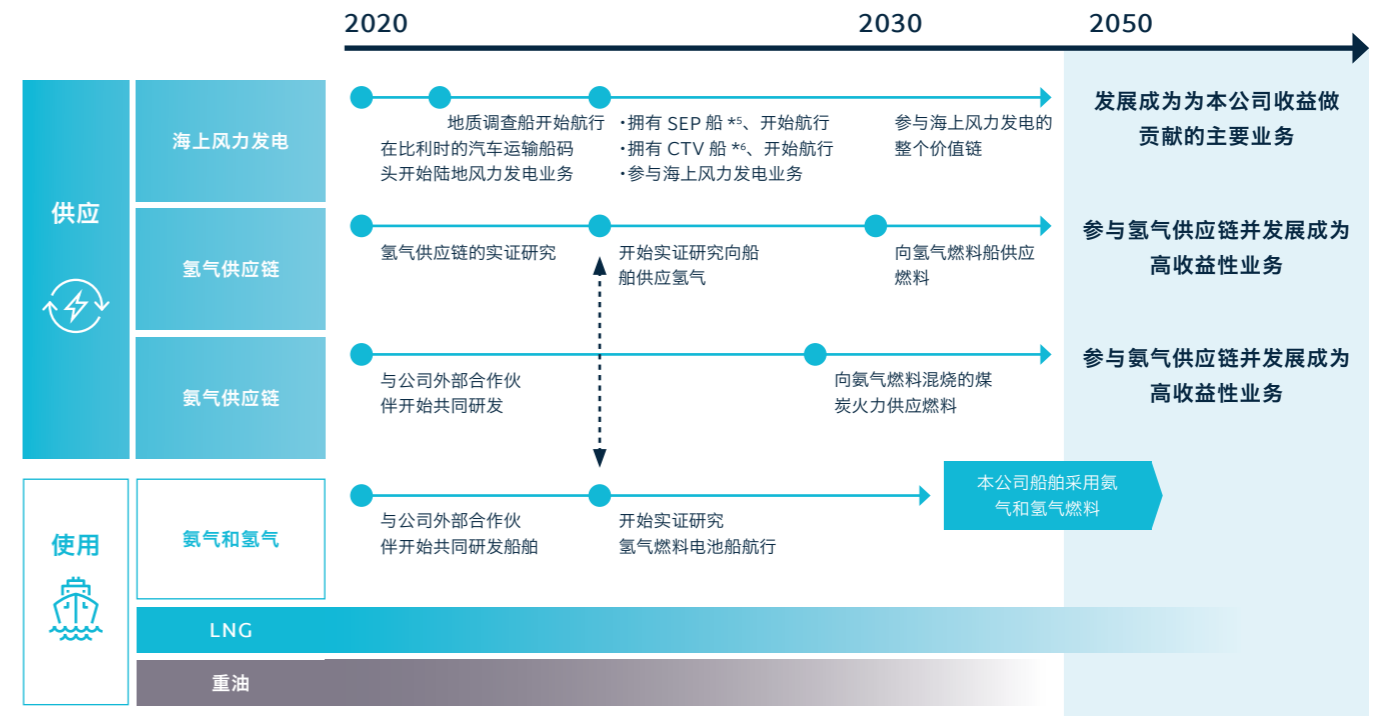 2020
2030
2050
供应
海上风力发电
地质调查船开始航行
在比利时的汽车运输船码
头开始陆地风力发电业务
·拥有 SEP 船 *5、开始航行
·拥有 CTV 船 *6、开始航行
·参与海上风力发电业务
参与海上风力发电的
整个价值链
发展成为为本公司收益做
贡献的主要业务
氢气供应链
氢气供应链的实证研究
开始实证研究向船
舶供应氢气
向氢气燃料船供应
燃料
参与氢气供应链并发展成为
高收益性业务
氨气供应链
与公司外部合作伙
伴开始共同研发
向氨气燃料混烧的煤
炭火力供应燃料
参与氨气供应链并发展成为
高收益性业务
使用
氨气和氢气
与公司外部合作伙
伴开始共同研发船舶
开始实证研究
氢气燃料电池船航行
本公司船舶采用氨
气和氢气燃料
LNG
重油